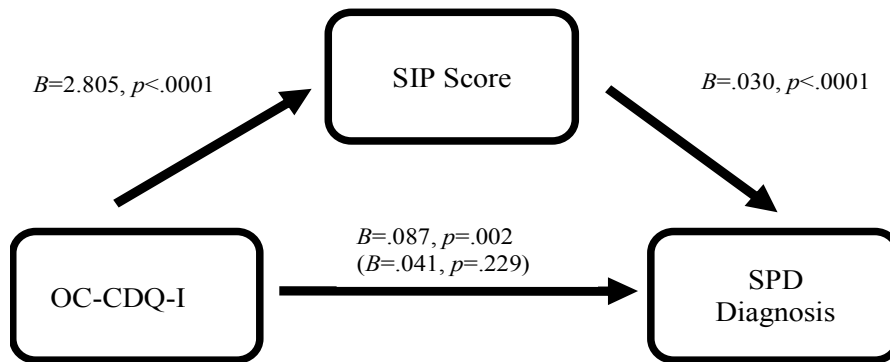 SIP Score
B=2.805, p<.0001
B=.030, p<.0001
B=.087, p=.002
(B=.041, p=.229)
OC-CDQ-I
SPD
Diagnosis